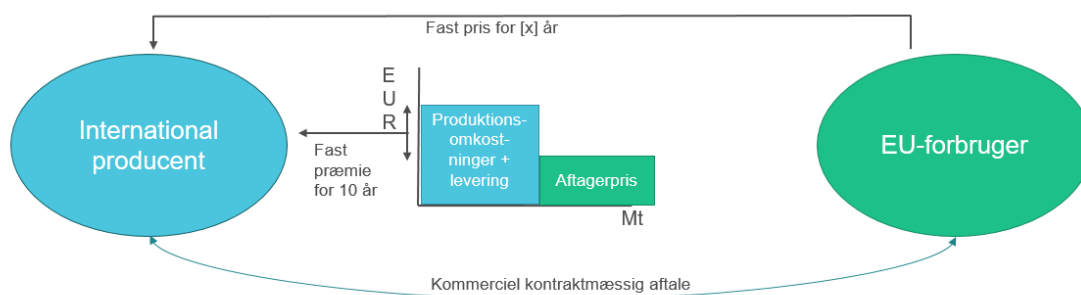 Fast pris for [x] år
International
producent
E
U
R
Produktions-
omkost-
ninger +
levering
Fast
præmie
for 10 år
Aftagerpris
Mt
EU-forbruger
Kommerciel kontraktmæssig aftale